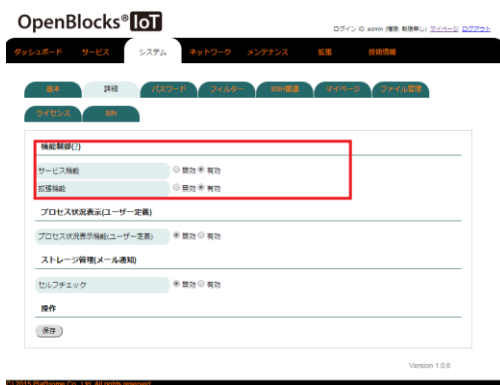 OpenBlocks® IoT
ログイン ID: admin (権限: 制限無し) マイページ ログアウト
ダッシュボード サービス システム ネットワーク メンテナンス 拡張 技術情報
基本 詳細 パスワード フィルター SSH関連 マイページ ファイル管理
ライセンス S/N
機能制御(?)
サービス機能 無効 有効
拡張機能 無効 有効
プロセス状況表示(ユーザー定義)
プロセス状況表示機能(ユーザー定義) 無効 有効
ストレージ管理(メール通知)
セルフチェック 無効 有効
操作
保存
Version 1.0.6
2015 PlatHome Co., Ltd. All rights reserved.